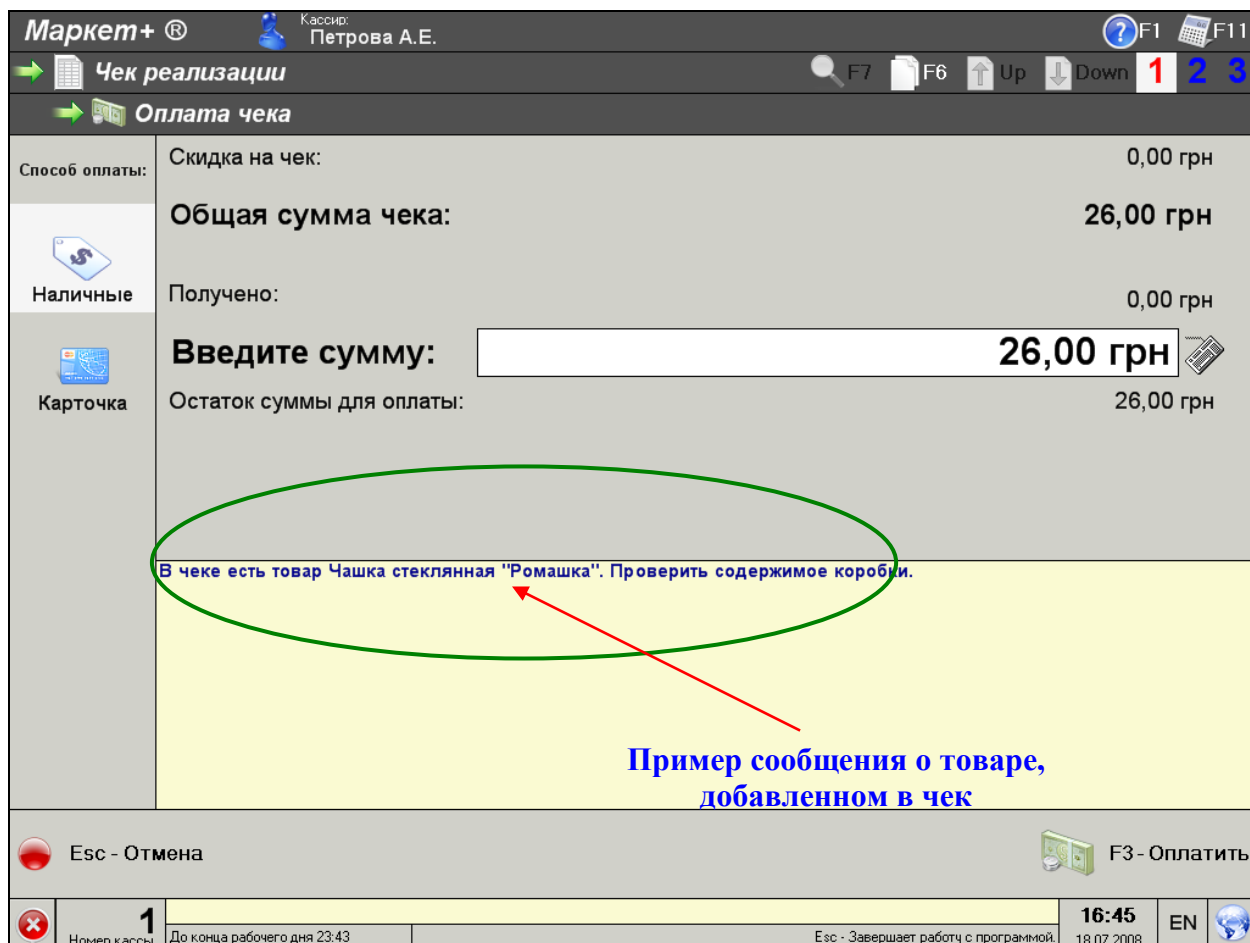 Маркет+ ® Кассир: Петрова А.Е. F1 F11
Чек реализации F7 F6 Up Down 1 2 3
Оплата чека
Способ оплаты:
Скидка на чек: 0,00 грн
Общая сумма чека: 26,00 грн
Наличные
Получено: 0,00 грн
Введите сумму: 26,00 грн
Карточка
Остаток суммы для оплаты: 26,00 грн
В чеке есть товар Чашка стеклянная "Ромашка". Проверить содержимое коробки.
Пример сообщения о товаре,
добавленном в чек
Esc - Отмена F3 - Оплатить
1
Номер кассы
До конца рабочего дня 23:43
Esc - Завершает работу с программой.
16:45
18.07.2008
EN